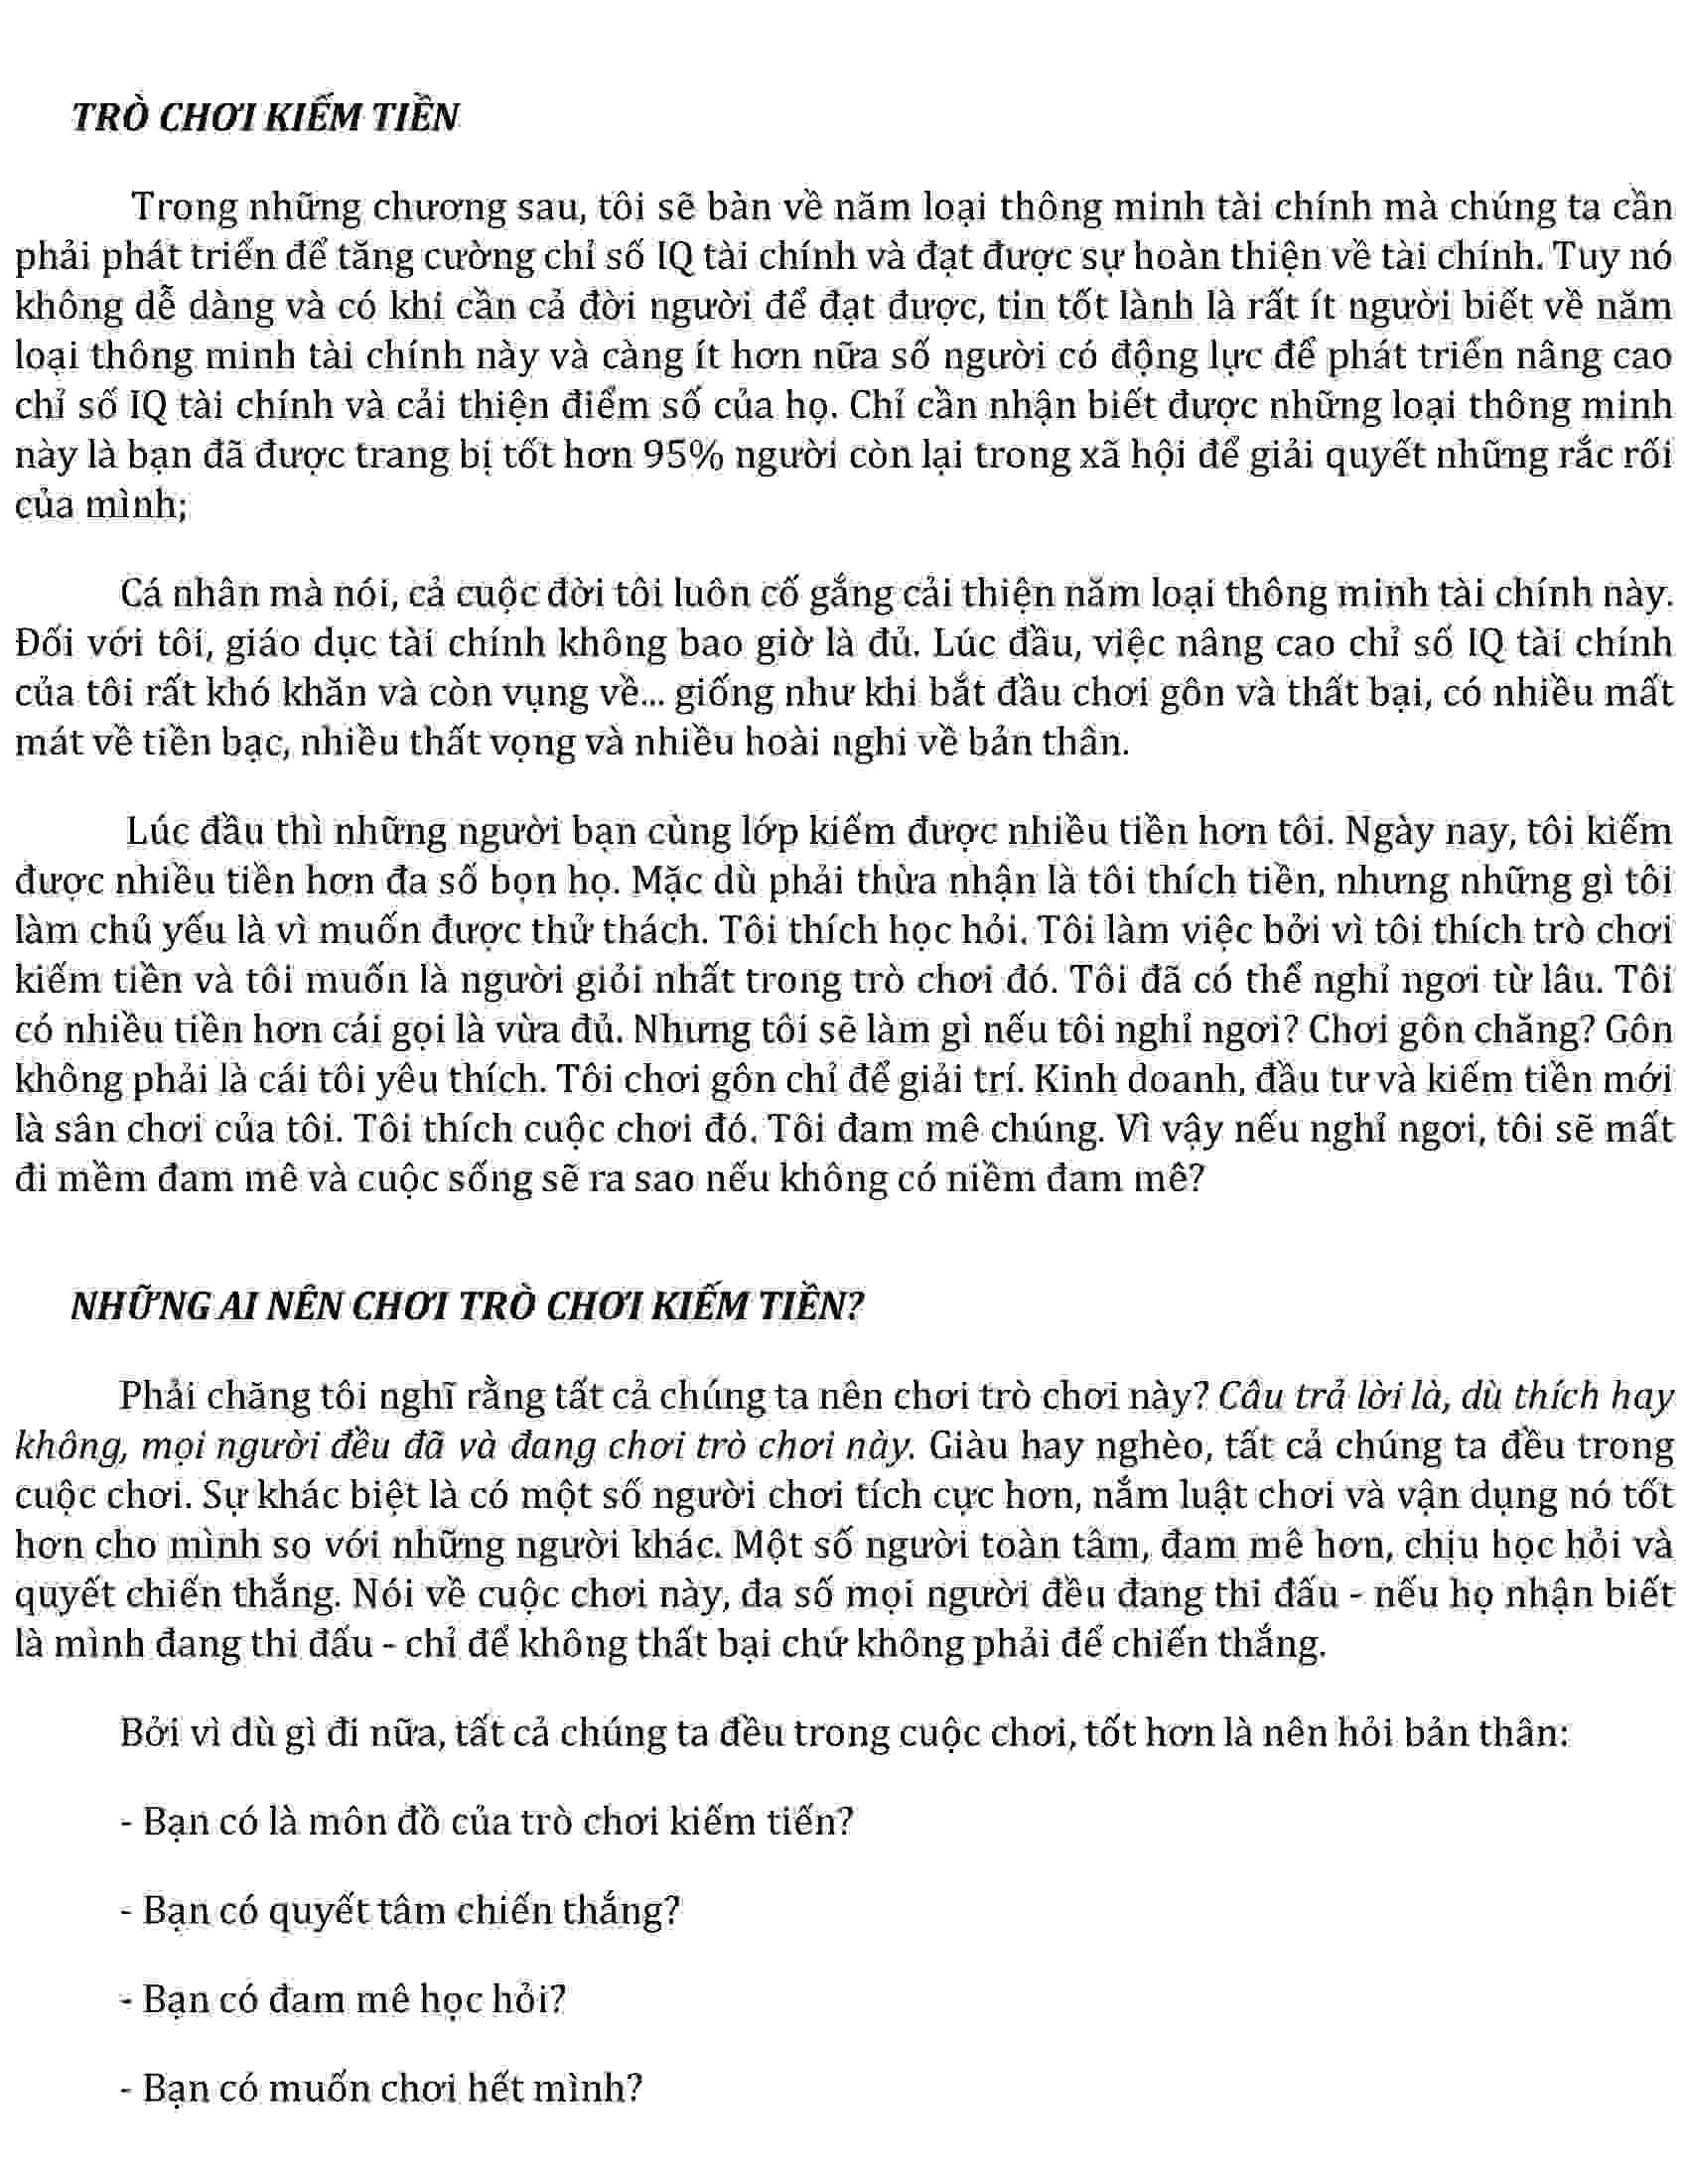 TRÒ CHƠI KIẾM TIỀN
Trong những chương sau, tôi sẽ bàn về năm loại thông minh tài chính mà chúng ta cần
phải phát triển để tăng cường chỉ số IQ tài chính và đạt được sự hoàn thiện về tài chính. Tuy nó
không dễ dàng và có khi cần cả đời người để đạt được, tin tốt lành là rất ít người biết về năm
loại thông minh tài chính này và càng ít hơn nữa số người có động lực để phát triển nâng cao
chỉ số IQ tài chính và cải thiện điểm số của họ. Chỉ cần nhận biết được những loại thông minh
này là bạn đã được trang bị tốt hơn 95% người còn lại trong xã hội để giải quyết những rắc rối
của mình;
Cá nhân mà nói, cả cuộc đời tôi luôn cố gắng cải thiện năm loại thông minh tài chính này.
Đối với tôi, giáo dục tài chính không bao giờ là đủ. Lúc đầu, việc nâng cao chỉ số IQ tài chính
của tôi rất khó khăn và còn vụng về... giống như khi bắt đầu chơi gôn và thất bại, có nhiều mất
mát về tiền bạc, nhiều thất vọng và nhiều hoài nghi về bản thân.
Lúc đầu thì những người bạn cùng lớp kiếm được nhiều tiền hơn tôi. Ngày nay, tôi kiếm
được nhiều tiền hơn đa số bọn họ. Mặc dù phải thừa nhận là tôi thích tiền, nhưng những gì tôi
làm chủ yếu là vì muốn được thử thách. Tôi thích học hỏi. Tôi làm việc bởi vì tôi thích trò chơi
kiếm tiền và tôi muốn là người giỏi nhất trong trò chơi đó. Tôi đã có thể nghỉ ngơi từ lâu. Tôi
có nhiều tiền hơn cái gọi là vừa đủ. Nhưng tôi sẽ làm gì nếu tôi nghỉ ngơi? Chơi gôn chăng? Gôn
không phải là cái tôi yêu thích. Tôi chơi gôn chỉ để giải trí. Kinh doanh, đầu tư và kiếm tiền mới
là sân chơi của tôi. Tôi thích cuộc chơi đó. Tôi đam mê chúng. Vì vậy nếu nghỉ ngơi, tôi sẽ mất
đi mềm đam mê và cuộc sống sẽ ra sao nếu không có niềm đam mê?
NHỮNG AI NÊN CHƠI TRÒ CHƠI KIẾM TIỀN?
Phải chăng tôi nghĩ rằng tất cả chúng ta nên chơi trò chơi này? Câu trả lời là, dù thích hay
không, mọi người đều đã và đang chơi trò chơi này. Giàu hay nghèo, tất cả chúng ta đều trong
cuộc chơi. Sự khác biệt là có một số người chơi tích cực hơn, nắm luật chơi và vận dụng nó tốt
hơn cho mình so với những người khác. Một số người toàn tâm, đam mê hơn, chịu học hỏi và
quyết chiến thắng. Nói về cuộc chơi này, đa số mọi người đều đang thi đấu - nếu họ nhận biết
là mình đang thi đấu - chỉ để không thất bại chứ không phải để chiến thắng.
Bởi vì dù gì đi nữa, tất cả chúng ta đều trong cuộc chơi, tốt hơn là nên hỏi bản thân:
- Bạn có là môn đồ của trò chơi kiếm tiến?
- Bạn có quyết tâm chiến thắng?
- Bạn có đam mê học hỏi?
- Bạn có muốn chơi hết mình?